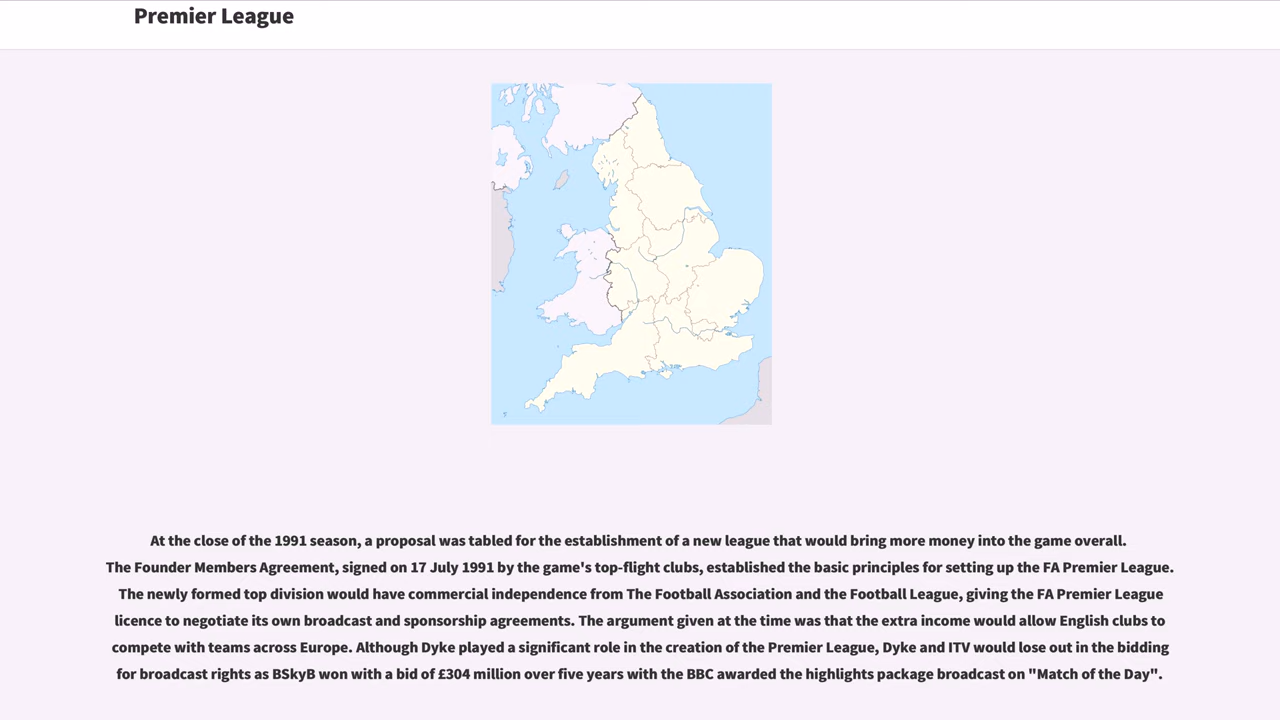 Premier League
At the close of the 1991 season, a proposal was tabled for the establishment of a new league that would bring more money into the game overall.
The Founder Members Agreement, signed on 17 July 1991 by the game's top-flight clubs, established the basic principles for setting up the FA Premier League.
The newly formed top division would have commercial independence from The Football Association and the Football League, giving the FA Premier League
licence to negotiate its own broadcast and sponsorship agreements. The argument given at the time was that the extra income would allow English clubs to
compete with teams across Europe. Although Dyke played a significant role in the creation of the Premier League, Dyke and ITV would lose out in the bidding
for broadcast rights as BSkyB won with a bid of £304 million over five years with the BBC awarded the highlights package broadcast on "Match of the Day".